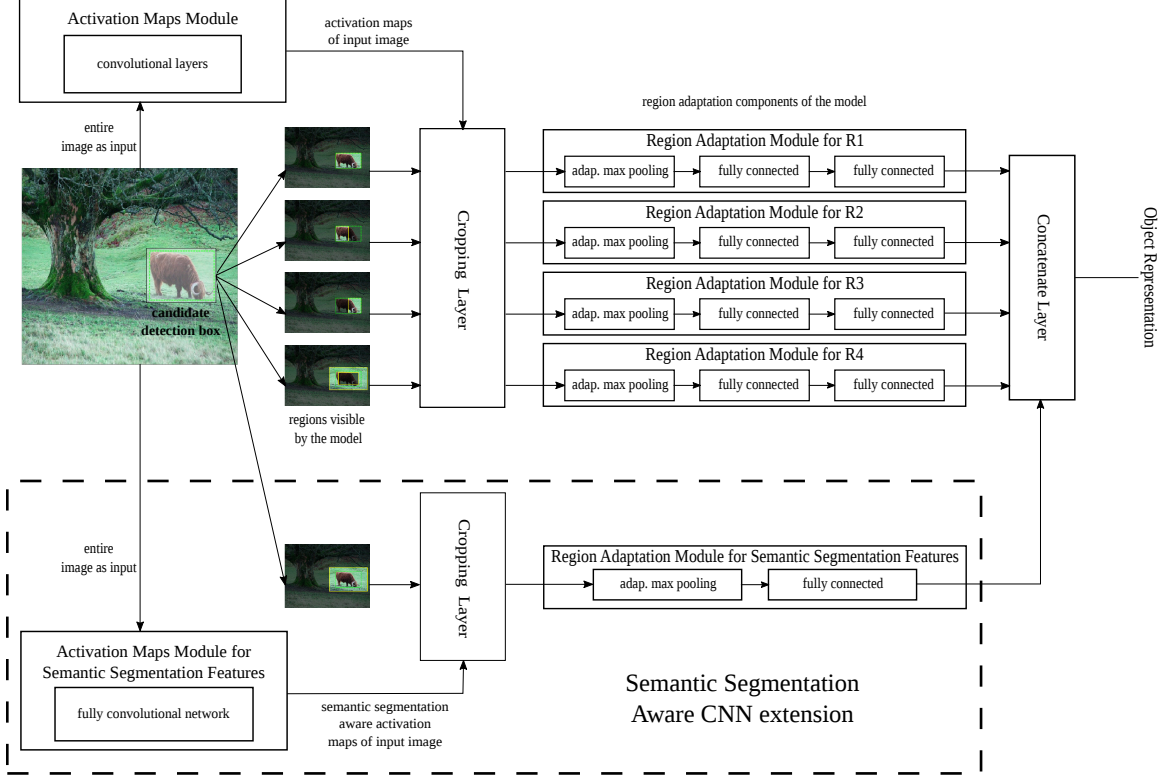 Activation Maps Module
convolutional layers
activation maps
of input image
entire
image as input
candidate
detection box
regions visible
by the model
Cropping Layer
region adaptation components of the model
Region Adaptation Module for R1
adap. max pooling
fully connected
fully connected
Region Adaptation Module for R2
adap. max pooling
fully connected
fully connected
Region Adaptation Module for R3
adap. max pooling
fully connected
fully connected
Region Adaptation Module for R4
adap. max pooling
fully connected
fully connected
Concatenate Layer
Object Representation
entire
image as input
Activation Maps Module for
Semantic Segmentation Features
fully convolutional network
semantic segmentation
aware activation
maps of input image
Cropping Layer
Region Adaptation Module for Semantic Segmentation Features
adap. max pooling
fully connected
Semantic Segmentation
Aware CNN extension